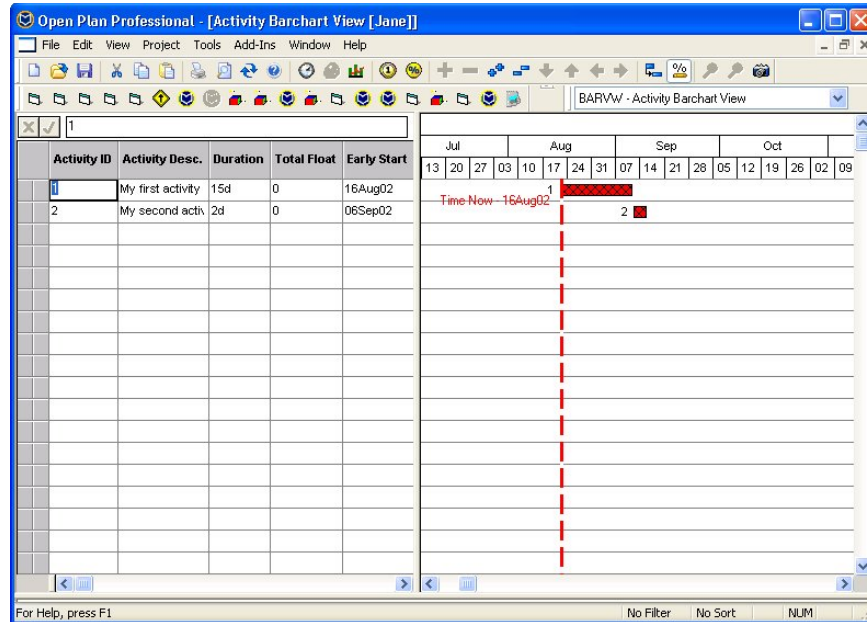 Open Plan Professional - [Activity Barchart View [Jane]]
File Edit View Project Tools Add-Ins Window Help
BARVW - Activity Barchart View
1
Jul Aug Sep Oct
Activity ID Activity Desc. Duration Total Float Early Start
13 20 27 03 10 17 24 31 07 14 21 28 05 12 19 26 02 09
1 My first activity 15d 0 16Aug02
1
Time Now - 16Aug02
2 My second activ 2d 0 06Sep02
2
For Help, press F1
No Filter No Sort NUM